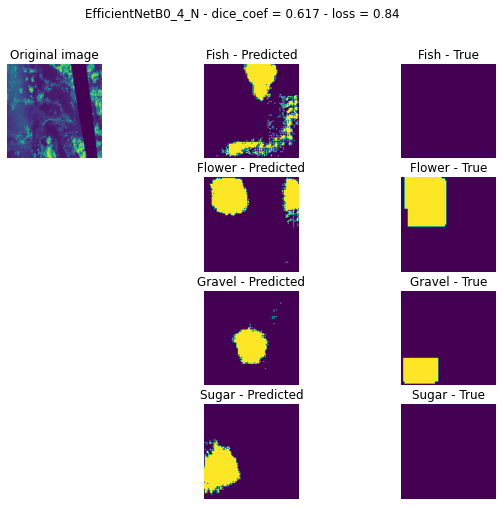 EfficientNetB0_4_N - dice_coef = 0.617 - loss = 0.84
Original image
Fish - Predicted
Fish - True
Flower - Predicted
Flower - True
Gravel - Predicted
Gravel - True
Sugar - Predicted
Sugar - True